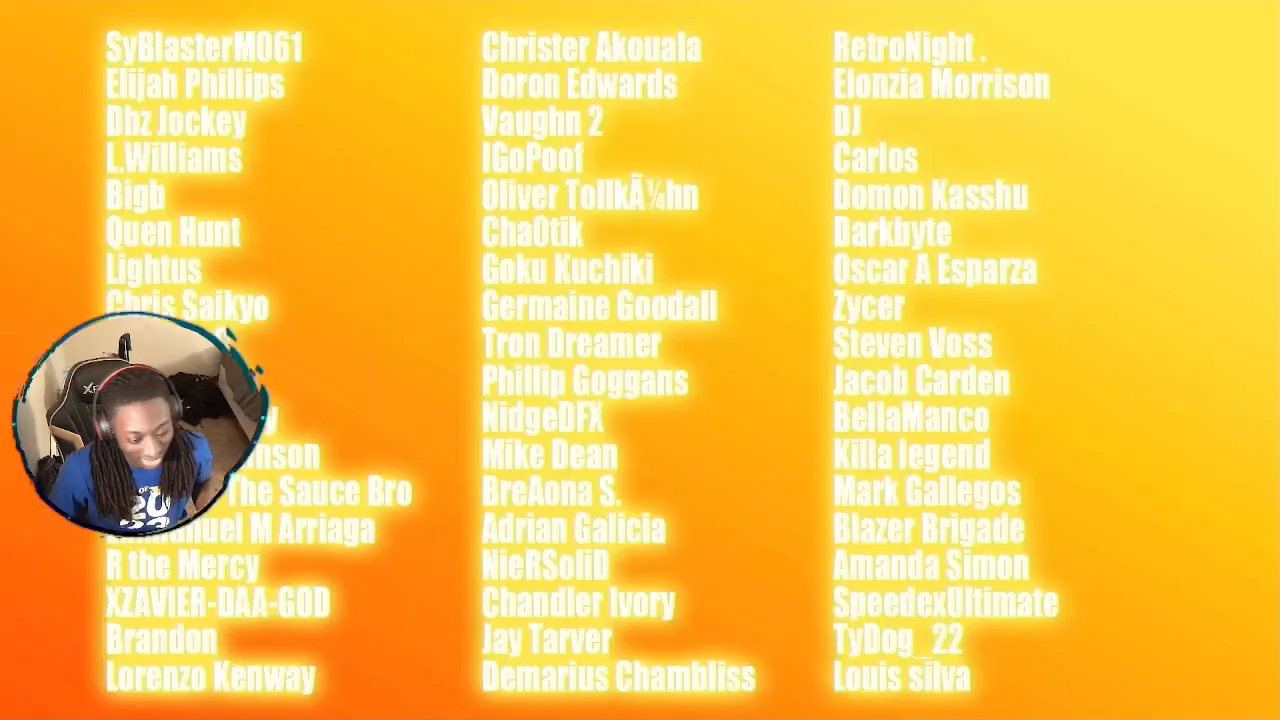 SyBlasterM061
Elijah Phillips
Dbz Jockey
L.Williams
Bigb
Quen Hunt
Lightus
Chris Saikyo
The Sauce Bro
M Arriaga
R the Mercy
XZAVIER-DAA-GOD
Brandon
Lorenzo Kenway
Christer Akouala
Doron Edwards
Vaughn 2
IGoPoof
Oliver TollkÃ¼hn
Cha0tik
Goku Kuchiki
Germaine Goodall
Tron Dreamer
Phillip Goggans
NidgeDFX
Mike Dean
BreAona S.
Adrian Galicia
NieRSoliD
Chandler Ivory
Jay Tarver
Demarius Chambliss
RetroNight .
Elonzia Morrison
DJ
Carlos
Domon Kasshu
Darkbyte
Oscar A Esparza
Zycer
Steven Voss
Jacob Carden
BellaManco
Killa legend
Mark Gallegos
Blazer Brigade
Amanda Simon
SpeedexUltimate
TyDog_22
Louis silva